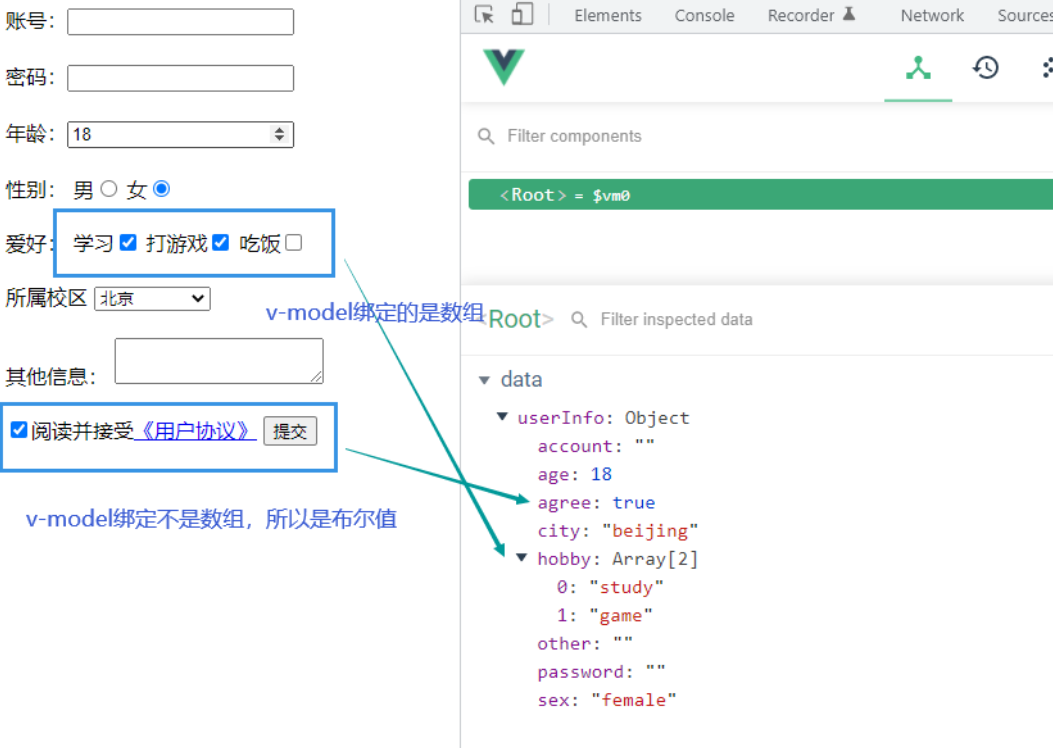 账号：
密码：
年龄： 18
性别： 男 女
爱好： 学习 打游戏 吃饭
所属校区 北京
v-model绑定的是数组
其他信息：
阅读并接受《用户协议》 提交
v-model绑定不是数组，所以是布尔值
Elements Console Recorder Network Sources
Filter components
<Root> = $vm0
<Root> Filter inspected data
data
userInfo: Object
account: ""
age: 18
agree: true
city: "beijing"
hobby: Array[2]
0: "study"
1: "game"
other: ""
password: ""
sex: "female"